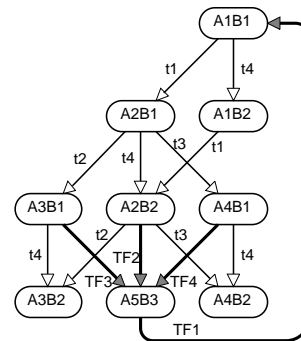 A1B1
t1 t4
A2B1 A1B2
t2 t4 t3 t1
A3B1 A2B2 A4B1
t4 t2 TF2 t3 t4
TF3 TF4
A3B2 A5B3 A4B2
TF1